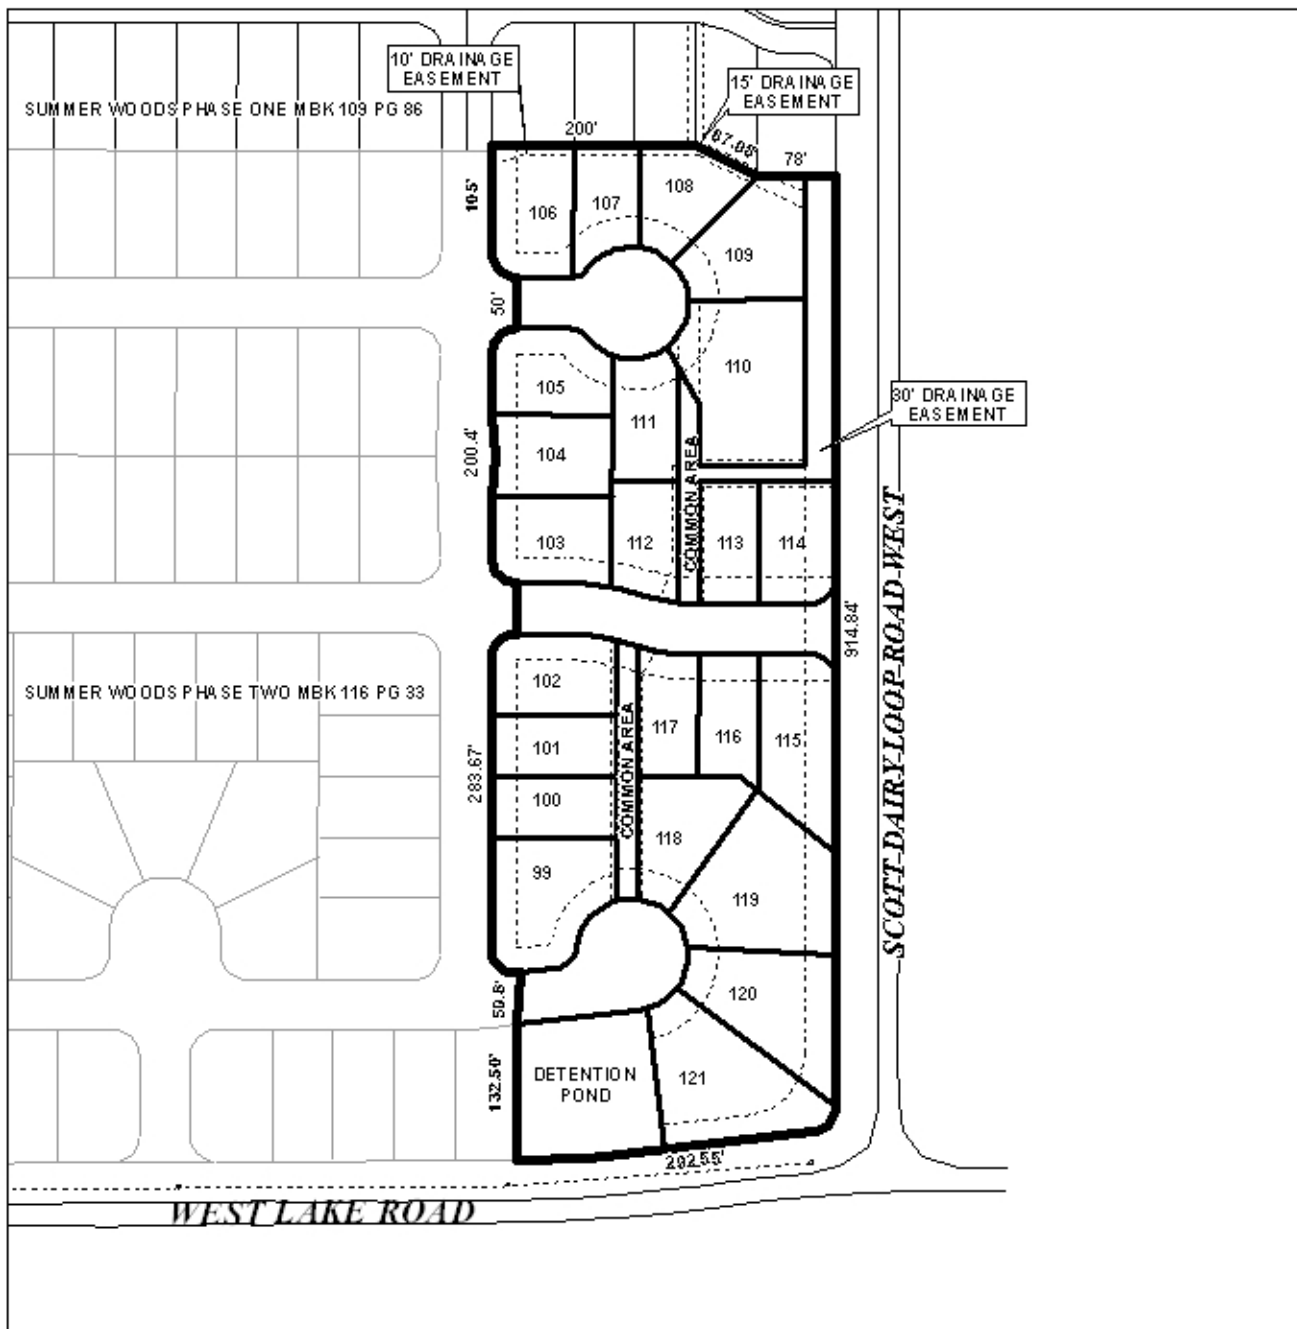 10' DRAINAGE
EASEMENT
15' DRAINAGE
EASEMENT
SUMMER WOODS PHASE ONE MBK 109 PG 86
200'
67.08'
78'
105'
106
107
108
109
50'
110
105
111
30' DRAINAGE
EASEMENT
200.4'
104
COMMON AREA
103
112
113
114
SCOTT-DAIRY-LOOP-ROAD-WEST
914.84'
SUMMER WOODS PHASE TWO MBK 116 PG 33
102
117
116
115
101
283.67'
COMMON AREA
100
118
99
119
59.8'
120
132.50'
DETENTION
POND
121
292.55'
WEST LAKE ROAD